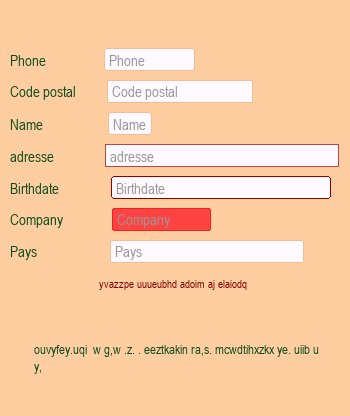 Phone Phone
Code postal Code postal
Name Name
adresse adresse
Birthdate Birthdate
Company Company
Pays Pays
yvazzpe uuueubhd adoim aj elaiodq
ouvyfey.uqi w g,w .z. . eeztkakin ra,s. mcwdtihxzkx ye. uiib u
y,